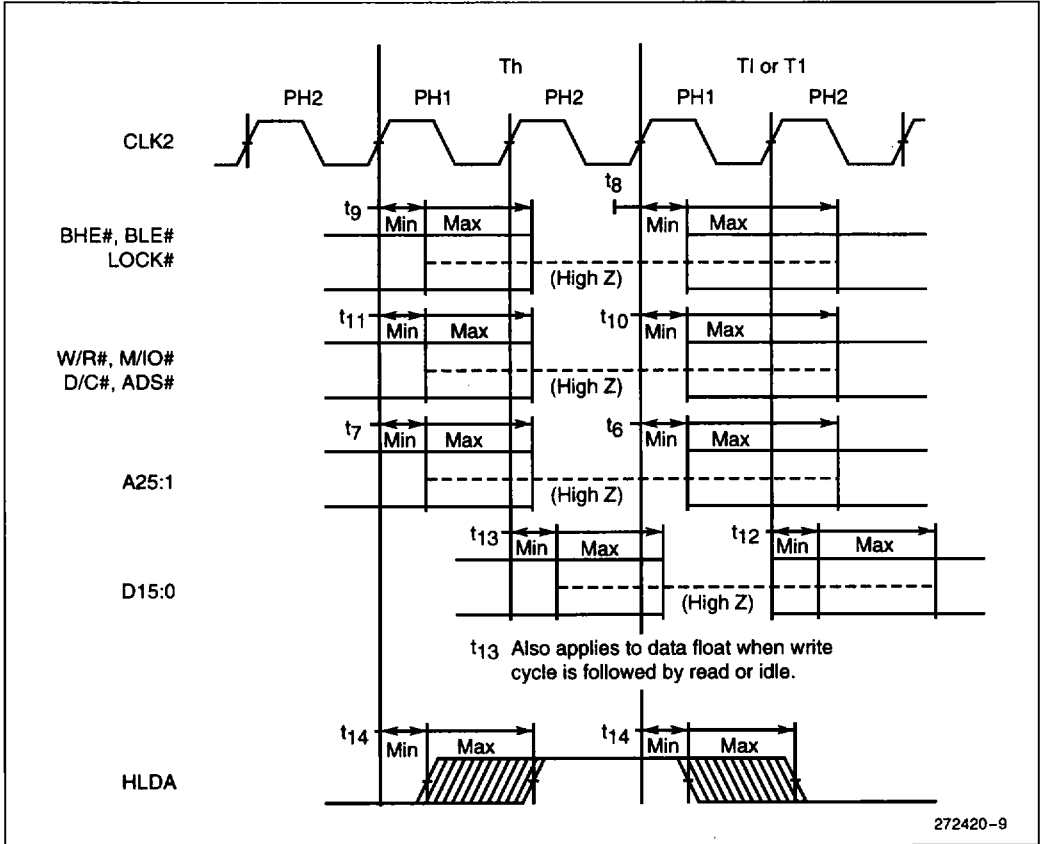 Th TI or T1
PH2 PH1 PH2 PH1 PH2
CLK2
t9 Min Max t8 Min Max
BHE#, BLE#
LOCK#
(High Z)
t11 Min Max t10 Min Max
W/R#, M/IO#
D/C#, ADS#
(High Z)
t7 Min Max t6 Min Max
A25:1
(High Z)
t13 Min Max t12 Min Max
D15:0
(High Z)
t13 Also applies to data float when write
cycle is followed by read or idle.
t14 Min Max t14 Min Max
HLDA
272420-9